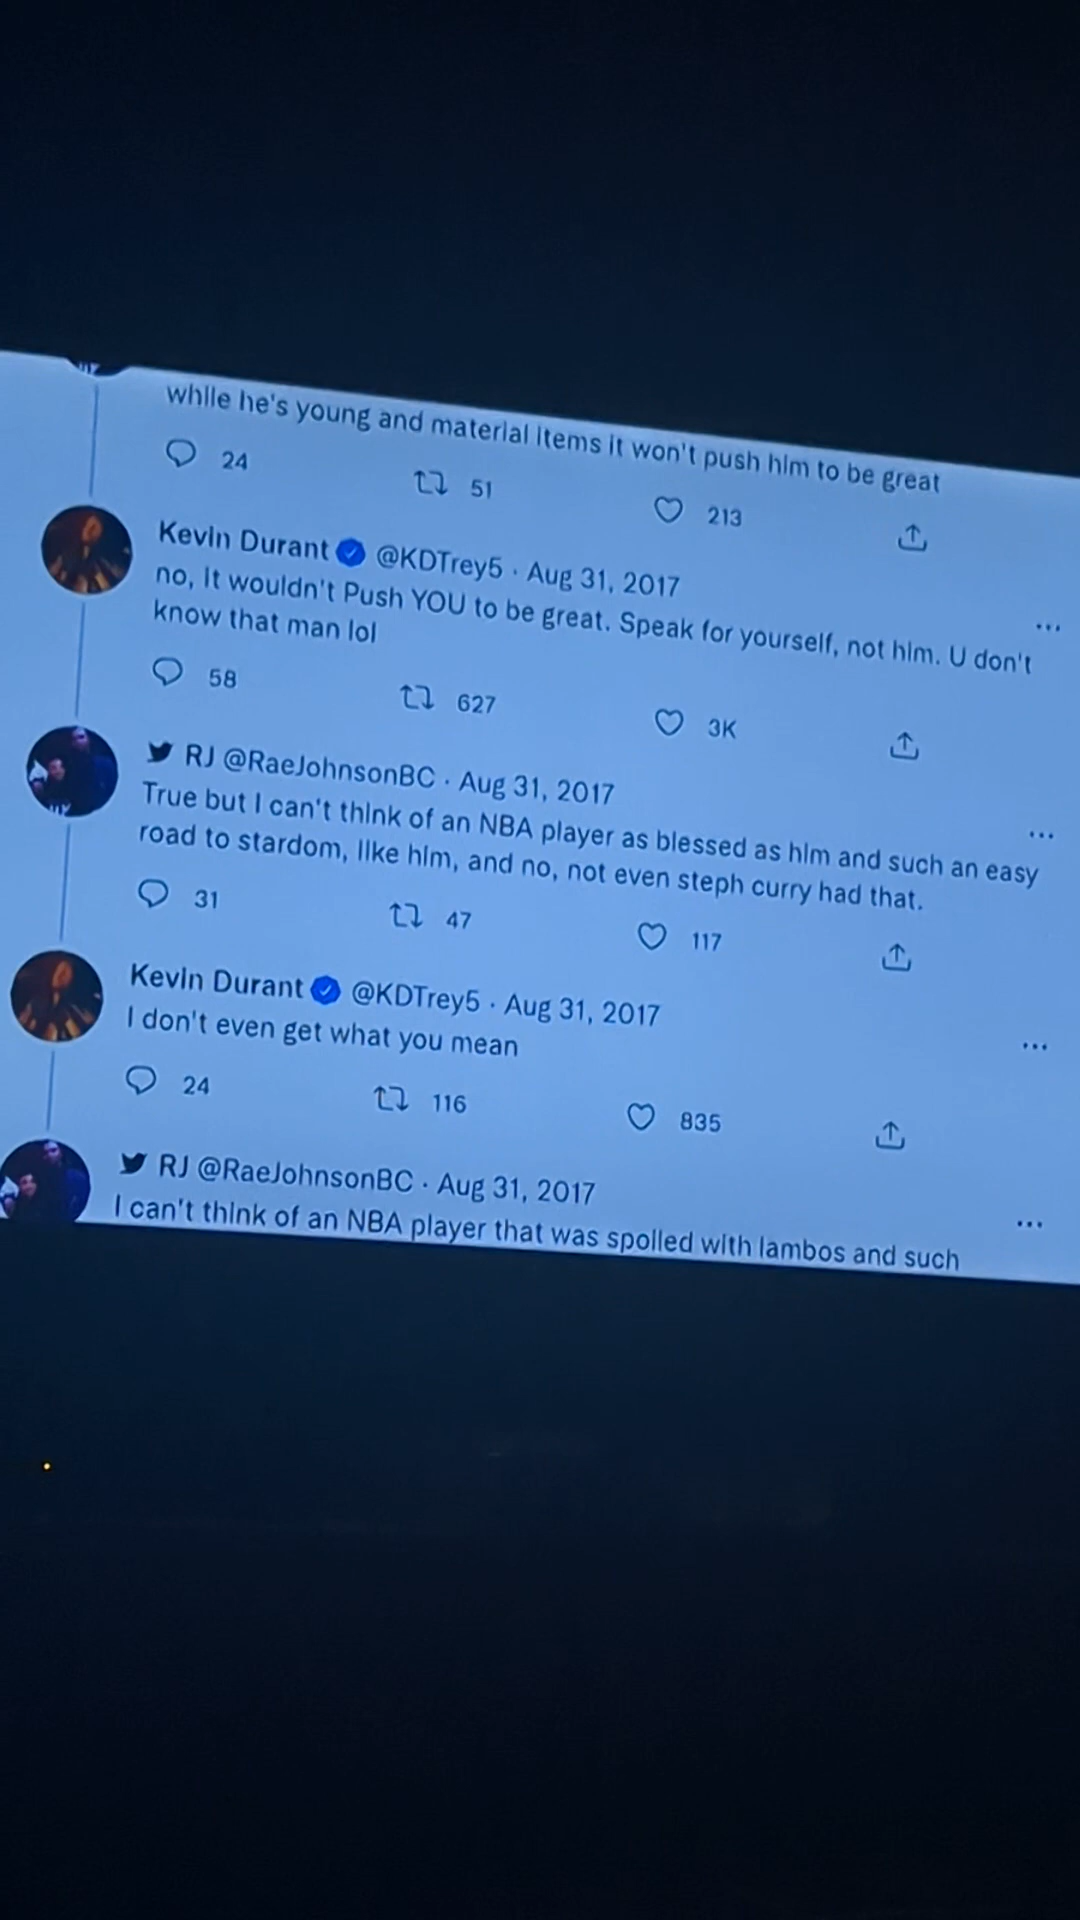 while he's young and material items it won't push him to be great
24 51 213
Kevin Durant @KDTrey5 · Aug 31, 2017
no, it wouldn't Push YOU to be great. Speak for yourself, not him. U don't
know that man lol
58 627 3K
RJ @RaeJohnsonBC · Aug 31, 2017
True but I can't think of an NBA player as blessed as him and such an easy
road to stardom, like him, and no, not even steph curry had that.
31 47 117
Kevin Durant @KDTrey5 · Aug 31, 2017
I don't even get what you mean
24 116 835
RJ @RaeJohnsonBC · Aug 31, 2017
I can't think of an NBA player that was spoiled with lambos and such